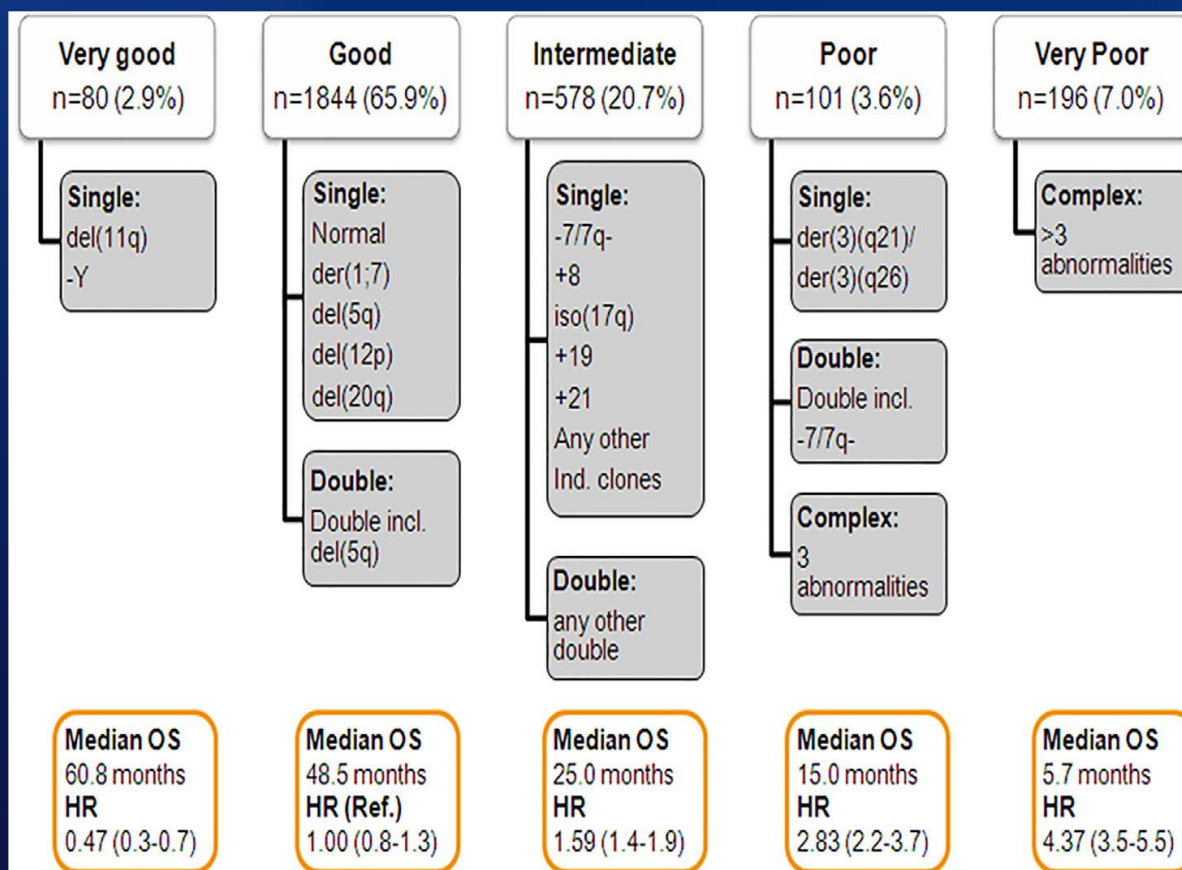 Very good
n=80 (2.9%)
Single:
del(11q)
-Y
Median OS
60.8 months
HR
0.47 (0.3-0.7)
Good
n=1844 (65.9%)
Single:
Normal
der(1;7)
del(5q)
del(12p)
del(20q)
Double:
Double incl.
del(5q)
Median OS
48.5 months
HR (Ref.)
1.00 (0.8-1.3)
Intermediate
n=578 (20.7%)
Single:
-7/7q-
+8
iso(17q)
+19
+21
Any other
Ind. clones
Double:
any other
double
Median OS
25.0 months
HR
1.59 (1.4-1.9)
Poor
n=101 (3.6%)
Single:
der(3)(q21)/
der(3)(q26)
Double:
Double incl.
-7/7q-
Complex:
3
abnormalities
Median OS
15.0 months
HR
2.83 (2.2-3.7)
Very Poor
n=196 (7.0%)
Complex:
>3
abnormalities
Median OS
5.7 months
HR
4.37 (3.5-5.5)